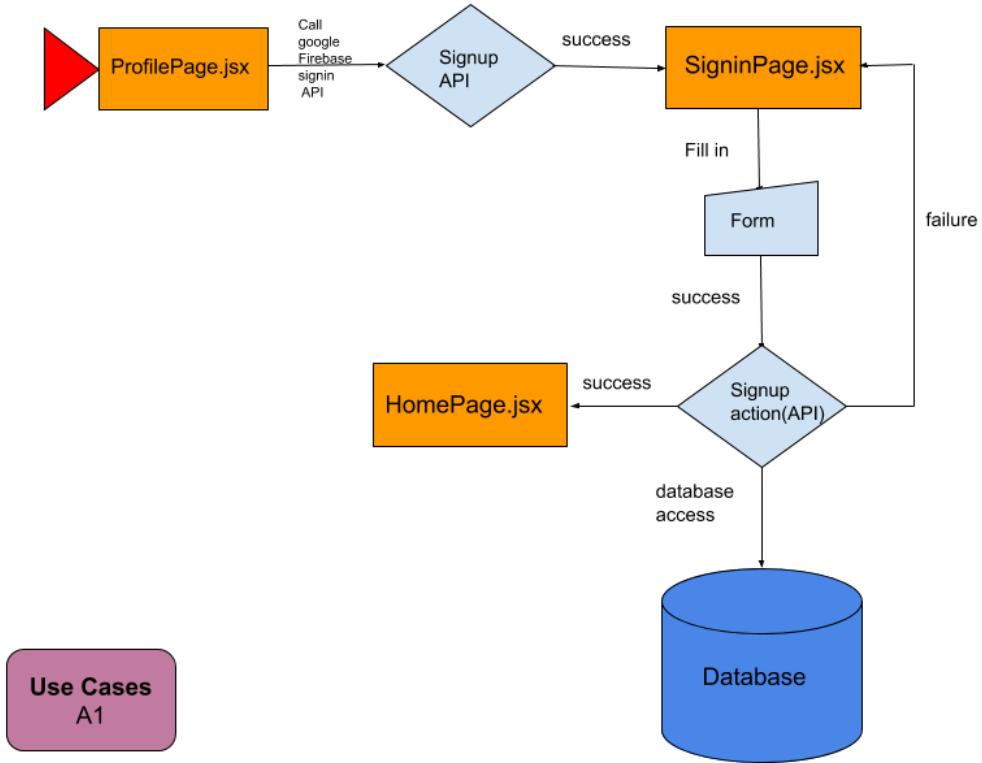 ProfilePage.jsx
Call
google
Firebase
signin
API
Signup
API
success
SigninPage.jsx
Fill in
Form
failure
success
HomePage.jsx
success
Signup
action(API)
database
access
Database
Use Cases
A1